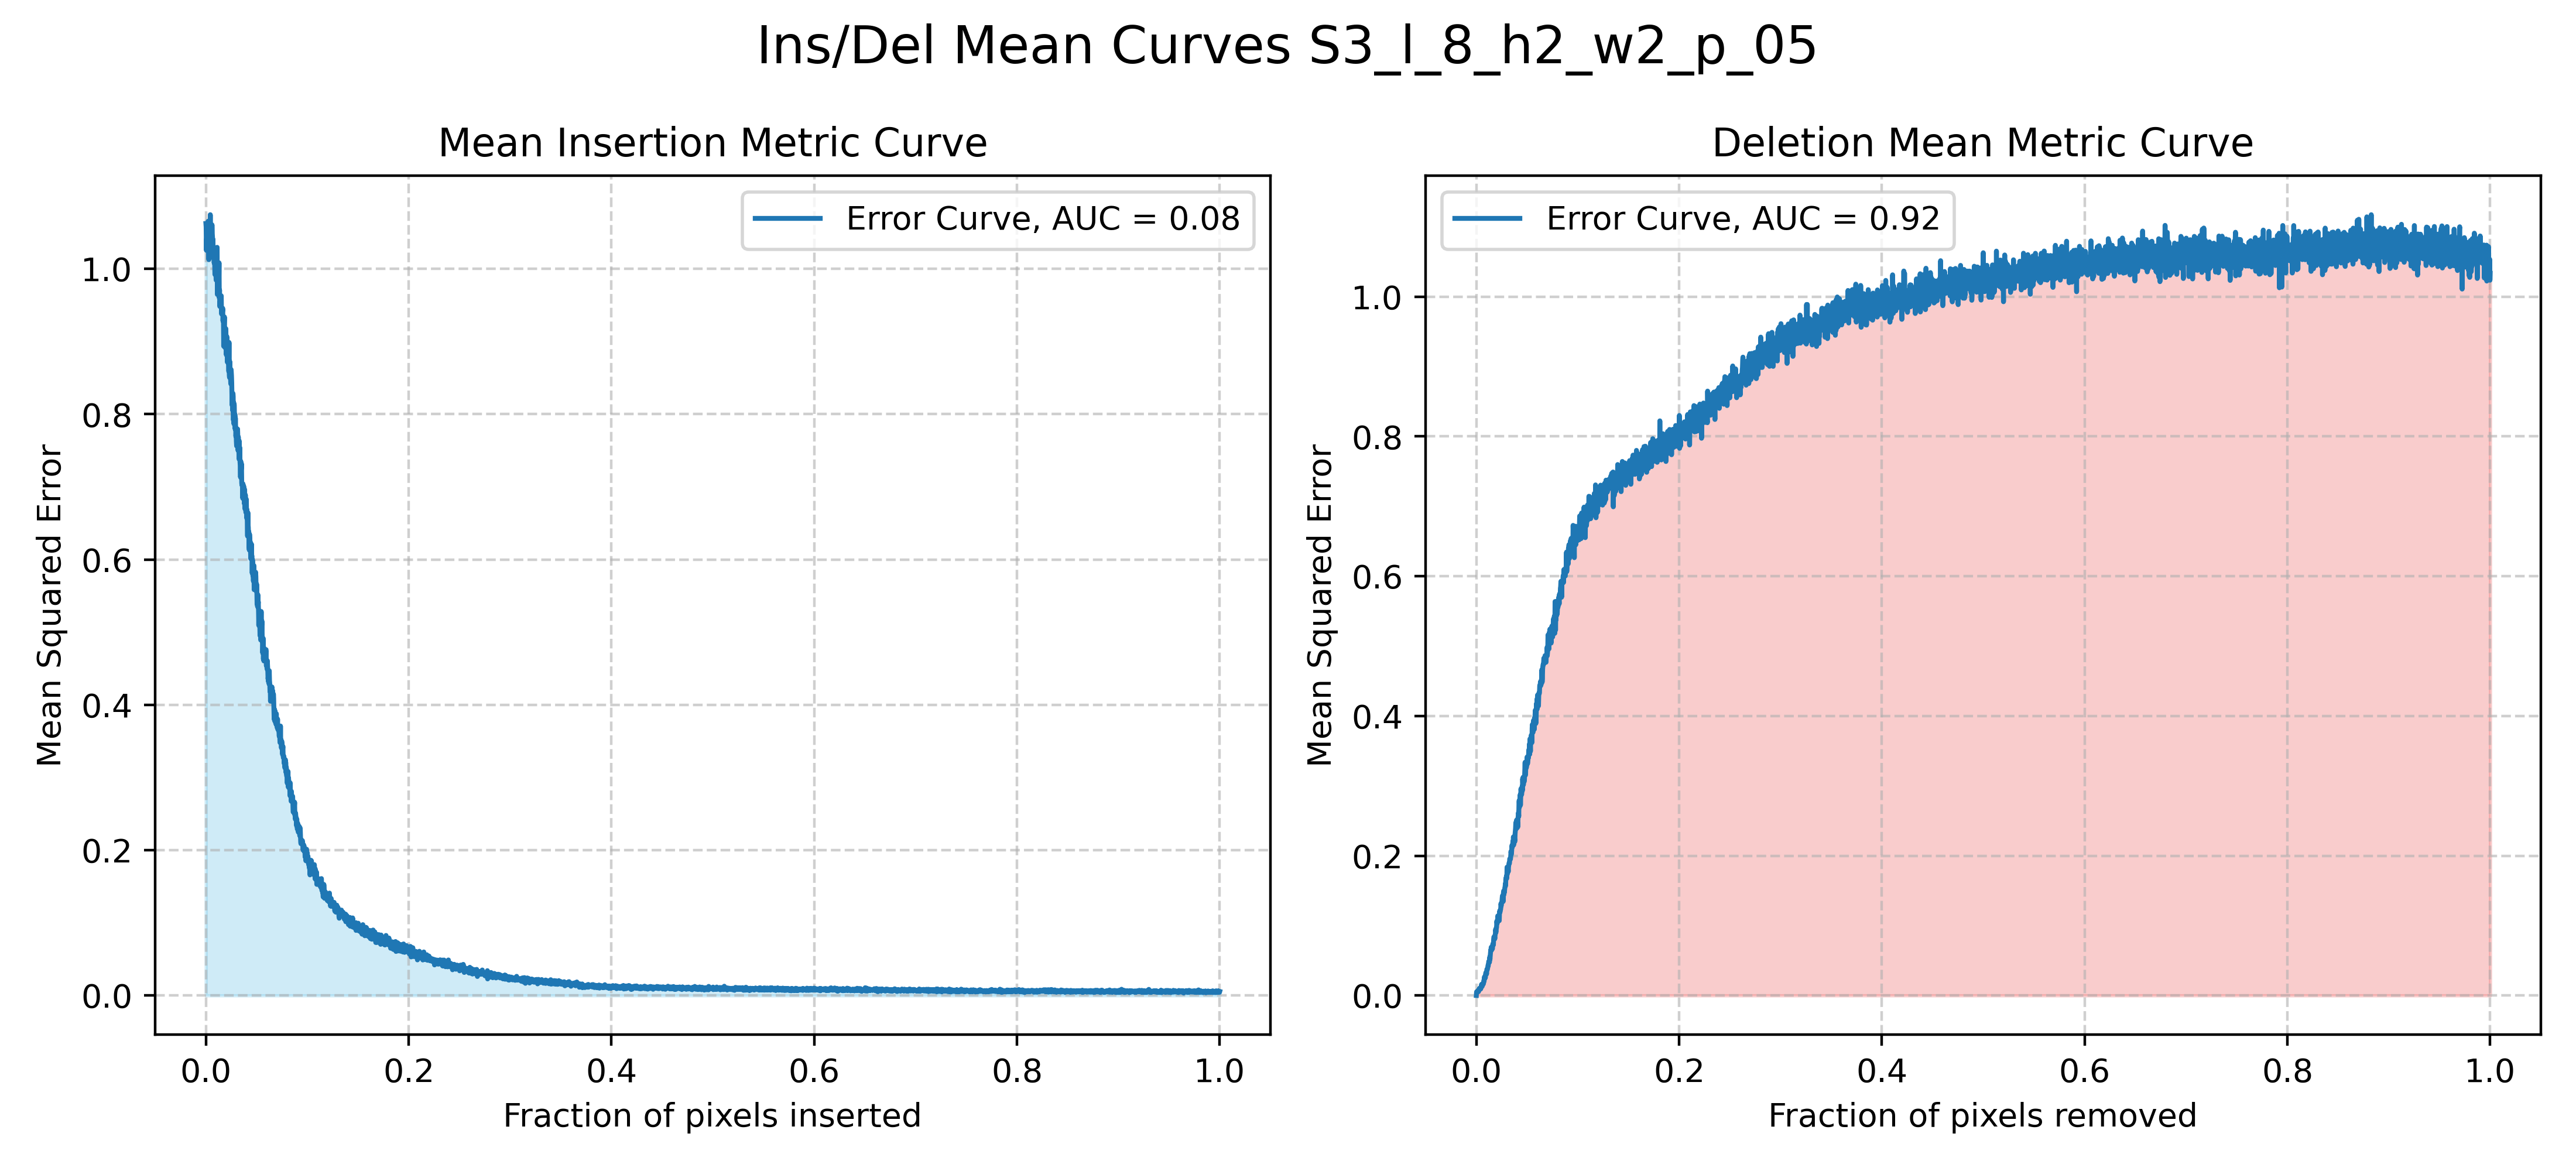 Ins/Del Mean Curves S3_l_8_h2_w2_p_05
Mean Insertion Metric Curve
Error Curve, AUC = 0.08
1.0
0.8
0.6
0.4
0.2
0.0
Mean Squared Error
0.0 0.2 0.4 0.6 0.8 1.0
Fraction of pixels inserted
Deletion Mean Metric Curve
Error Curve, AUC = 0.92
1.0
0.8
0.6
0.4
0.2
0.0
Mean Squared Error
0.0 0.2 0.4 0.6 0.8 1.0
Fraction of pixels removed